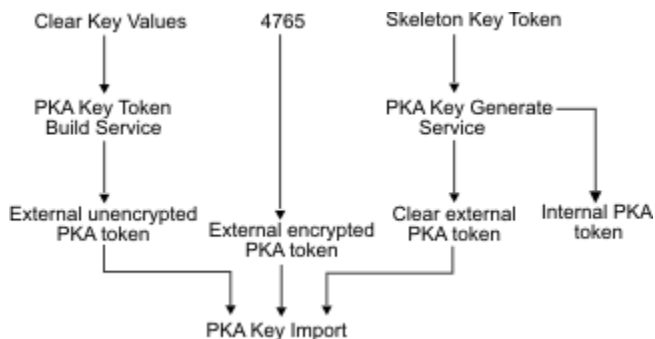 Clear Key Values
4765
Skeleton Key Token
PKA Key Token
Build Service
PKA Key Generate
Service
External unencrypted
PKA token
External encrypted
PKA token
Clear external
PKA token
Internal PKA
token
PKA Key Import